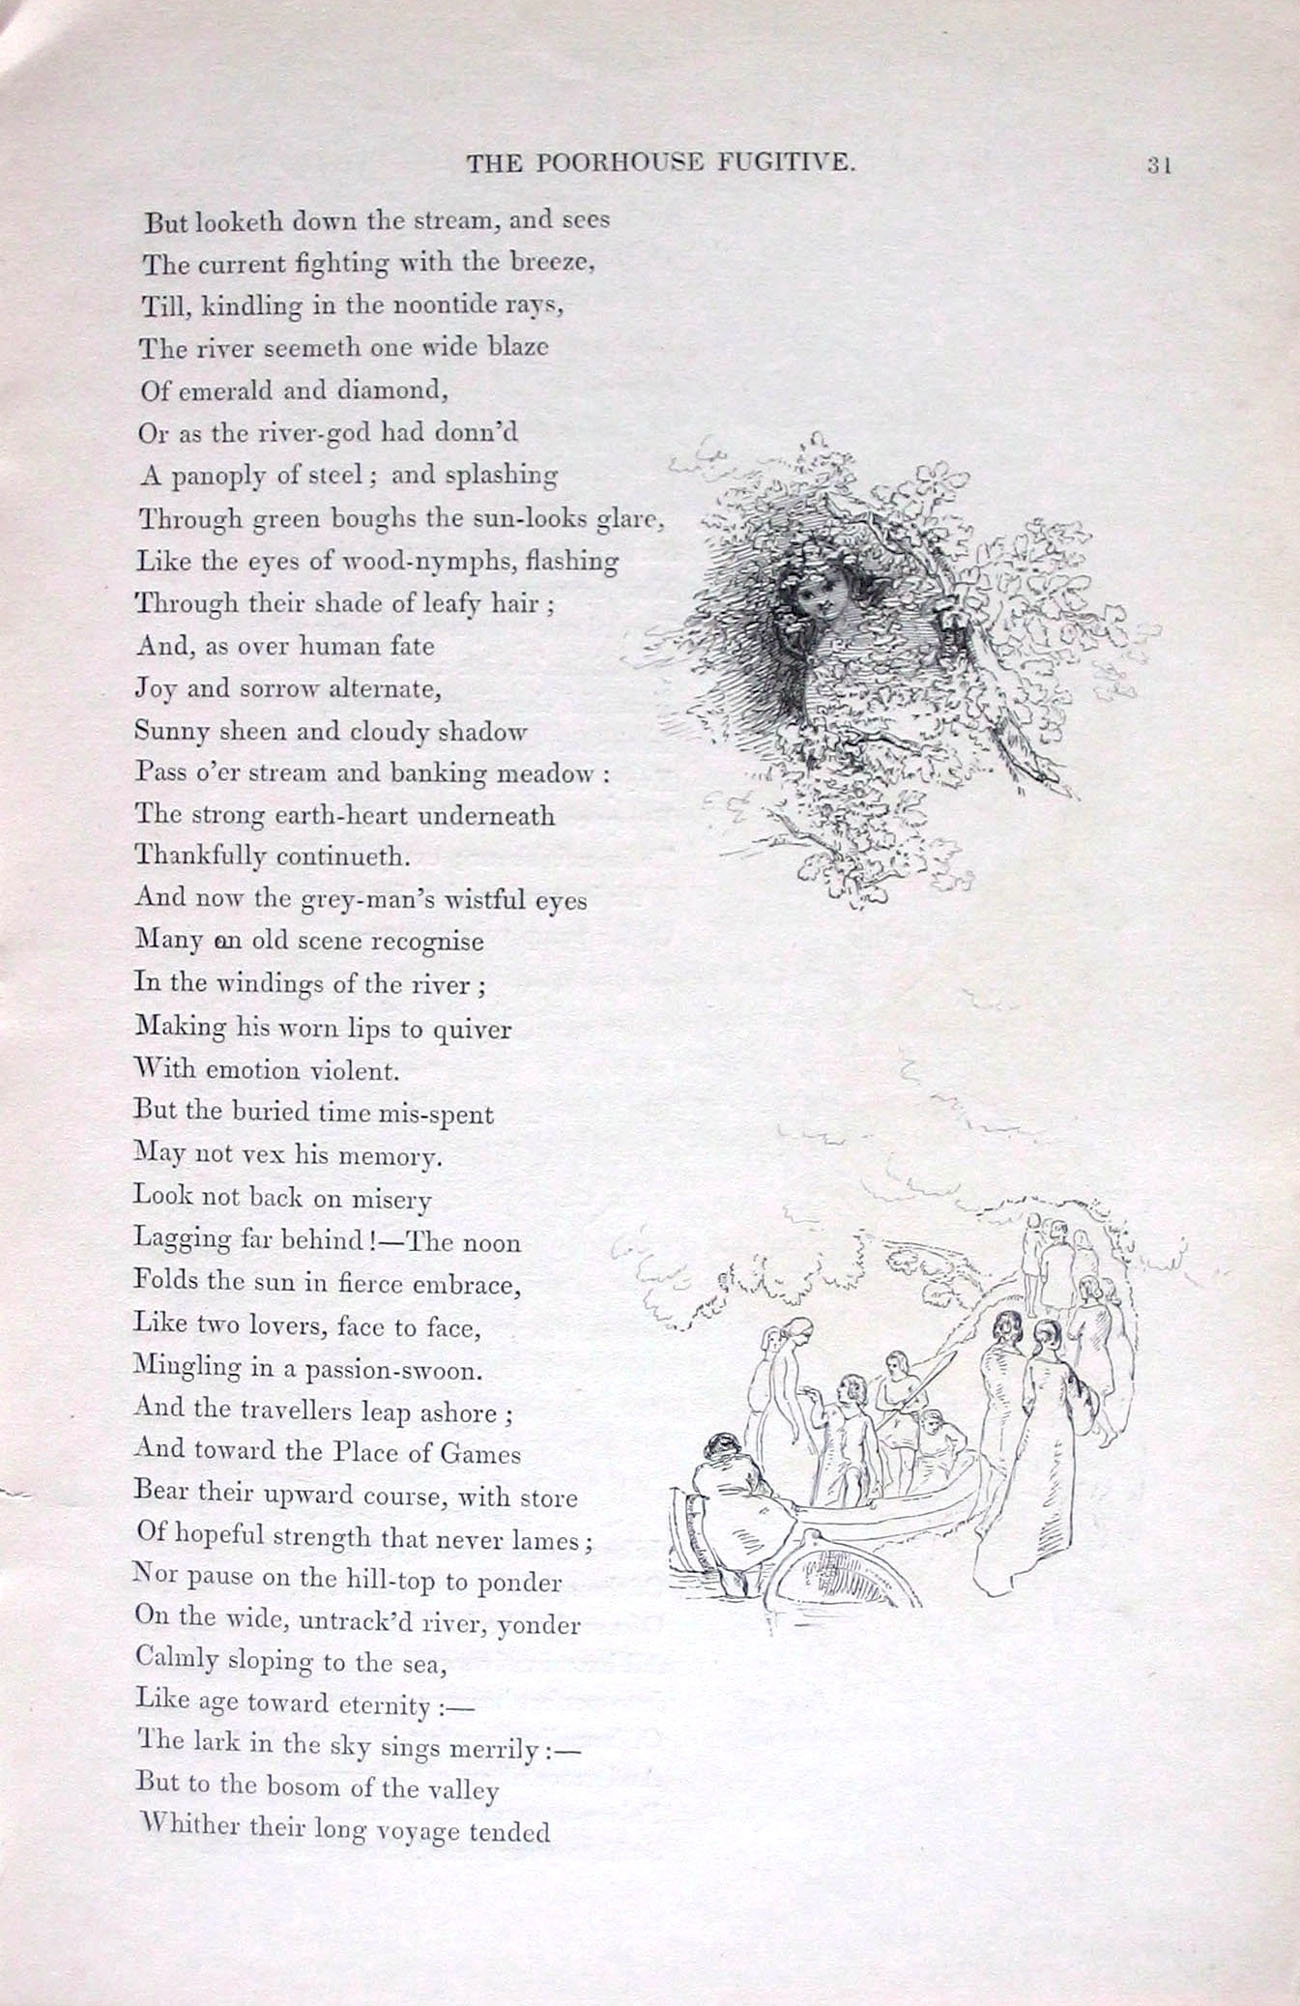 THE POORHOUSE FUGITIVE. 31
But looketh down the stream, and sees
The current fighting with the breeze,
Till, kindling in the noontide rays,
The river seemeth one wide blaze
Of emerald and diamond,
Or as the river-god had donn'd
A panoply of steel; and splashing
Through green boughs the sun-looks glare,
Like the eyes of wood-nymphs, flashing
Through their shade of leafy hair;
And, as over human fate
Joy and sorrow alternate,
Sunny sheen and cloudy shadow
Pass o'er stream and banking meadow:
The strong earth-heart underneath
Thankfully continueth.
And now the grey-man's wistful eyes
Many an old scene recognise
In the windings of the river;
Making his worn lips to quiver
With emotion violent.
But the buried time mis-spent
May not vex his memory.
Look not back on misery
Lagging far behind!—The noon
Folds the sun in fierce embrace,
Like two lovers, face to face,
Mingling in a passion-swoon.
And the travellers leap ashore;
And toward the Place of Games
Bear their upward course, with store
Of hopeful strength that never lames;
Nor pause on the hill-top to ponder
On the wide, untrack'd river, yonder
Calmly sloping to the sea,
Like age toward eternity:—
The lark in the sky sings merrily:—
But to the bosom of the valley
Whither their long voyage tended